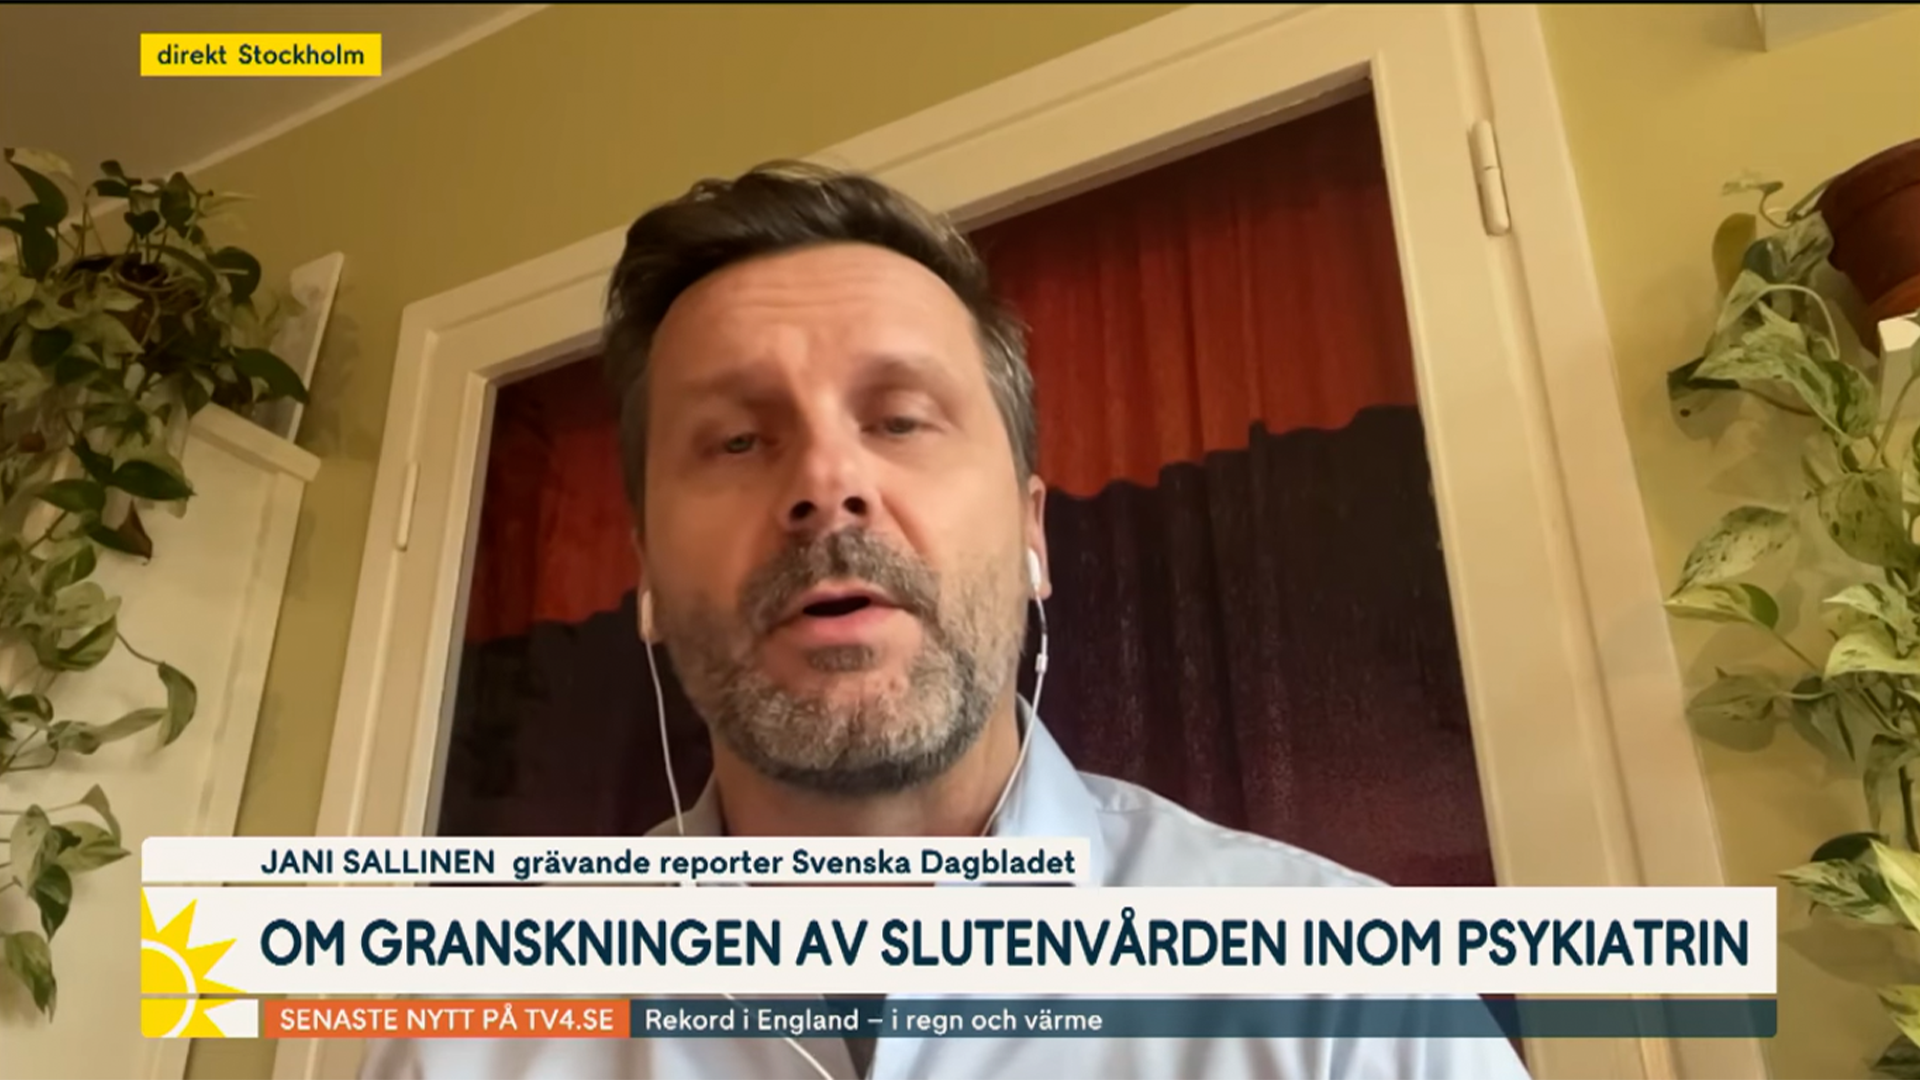 direkt Stockholm
JANI SALLINEN grävande reporter Svenska Dagbladet
OM GRANSKNINGEN AV SLUTENVÅRDEN INOM PSYKIATRIN
SENASTE NYTT PÅ TV4.SE Rekord i England – i regn och värme